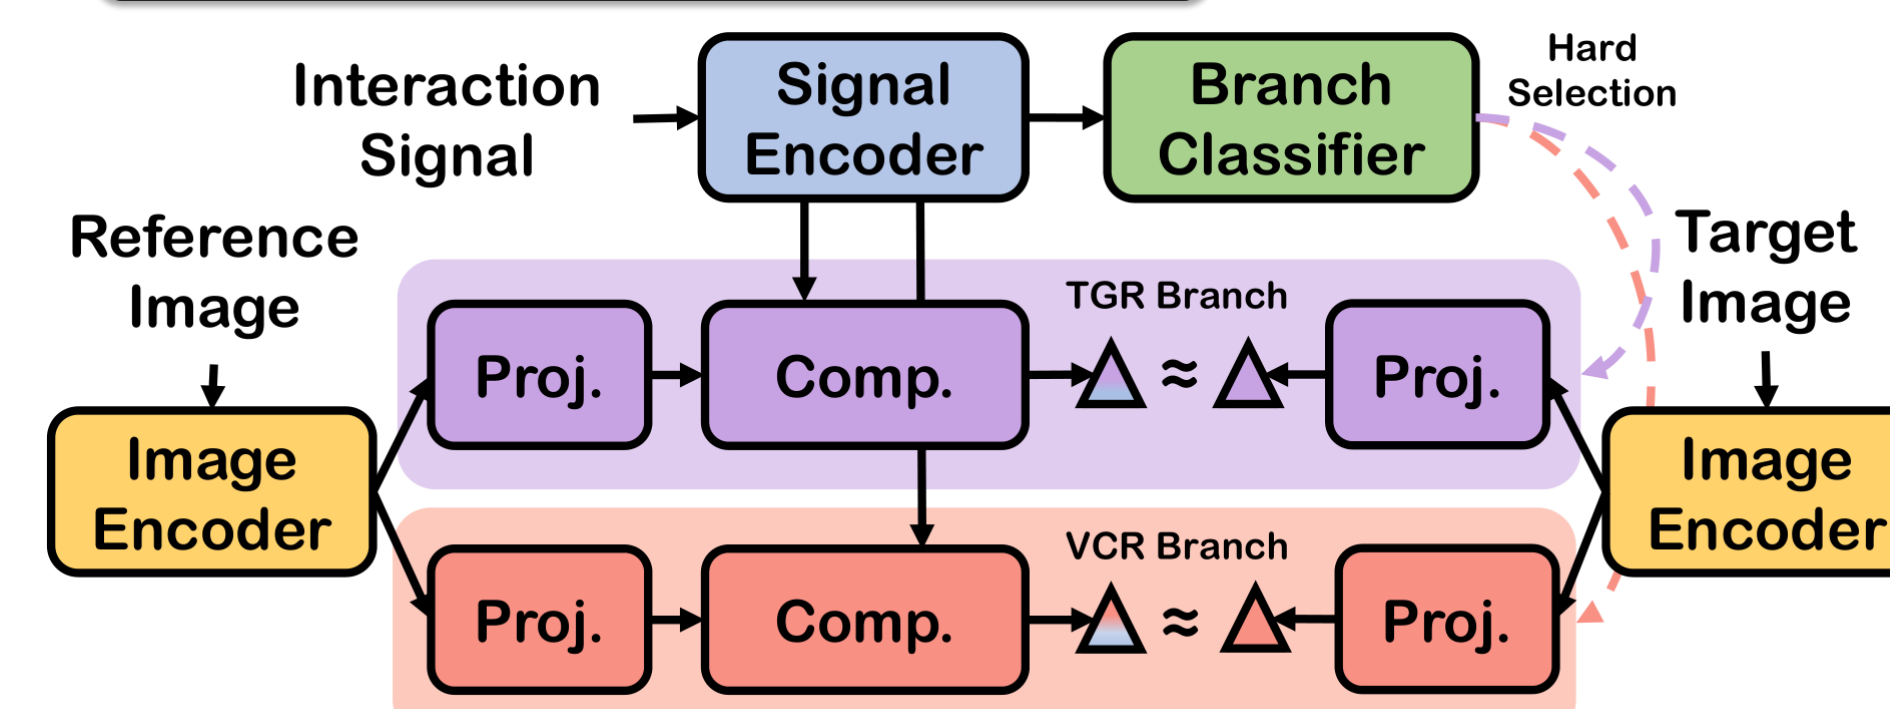 Interaction
Signal
Signal
Encoder
Branch
Classifier
Hard
Selection
Reference
Image
Target
Image
TGR Branch
Proj.
Comp.
≈
Proj.
Image
Encoder
Image
Encoder
VCR Branch
Proj.
Comp.
≈
Proj.